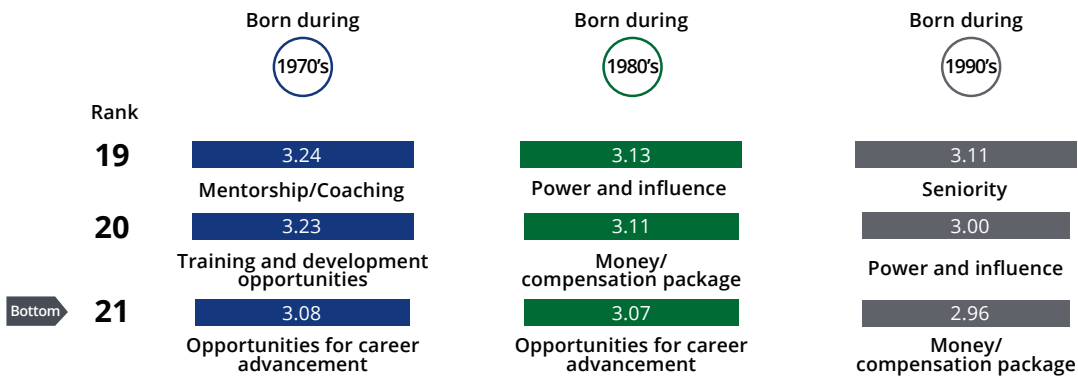 Born during
Born during
Born during
1970's
1980's
1990's
Rank
19
3.24
3.13
3.11
Mentorship/Coaching
Power and influence
Seniority
20
3.23
3.11
3.00
Training and development
opportunities
Money/
compensation package
Power and influence
Bottom
21
3.08
3.07
2.96
Opportunities for career
advancement
Opportunities for career
advancement
Money/
compensation package